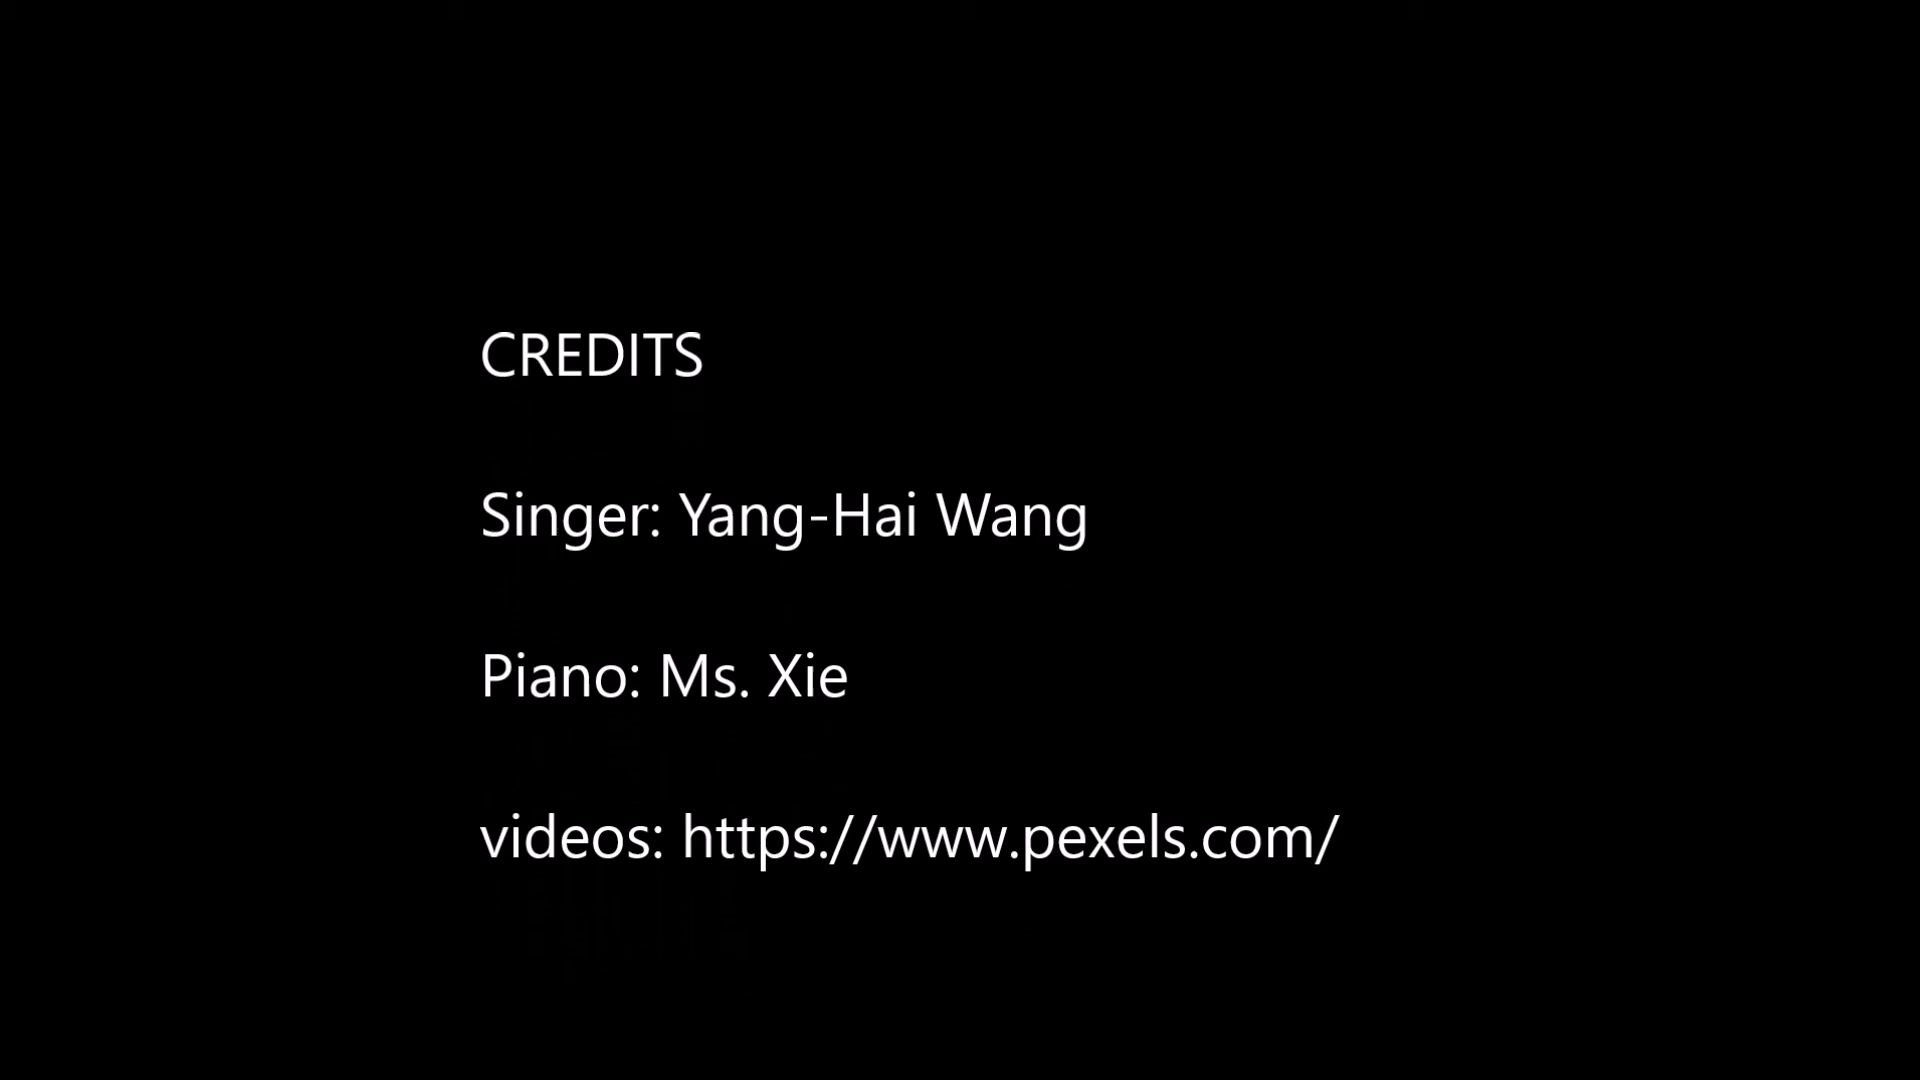 CREDITS
Singer: Yang-Hai Wang
Piano: Ms. Xie
videos: https://www.pexels.com/